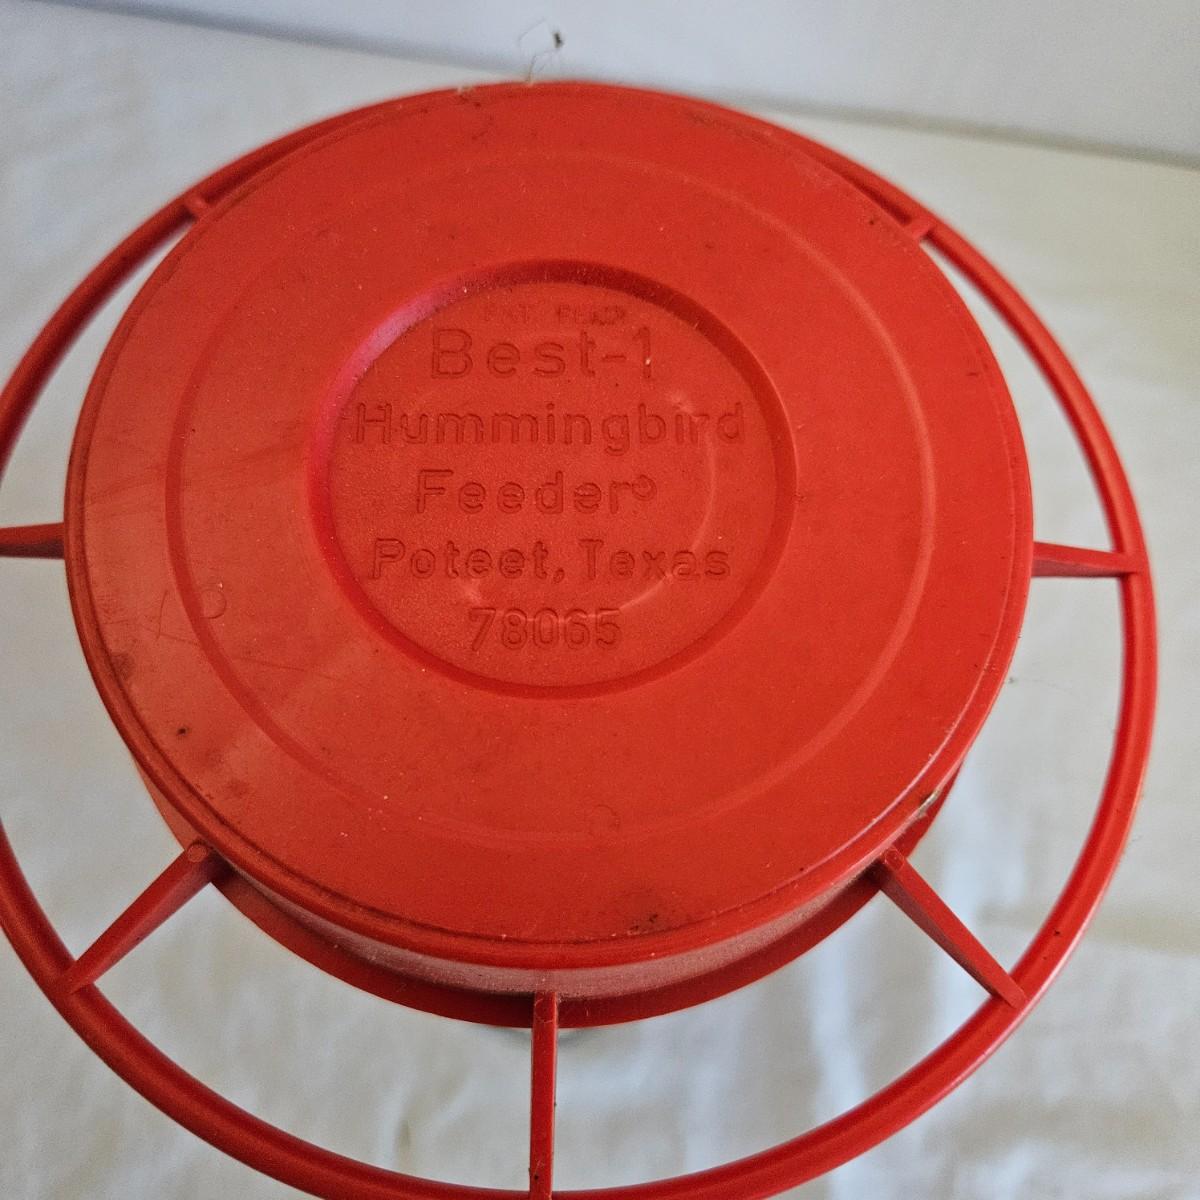 Best-1
Hummingbird
Feeder®
Poteet, Texas
78065